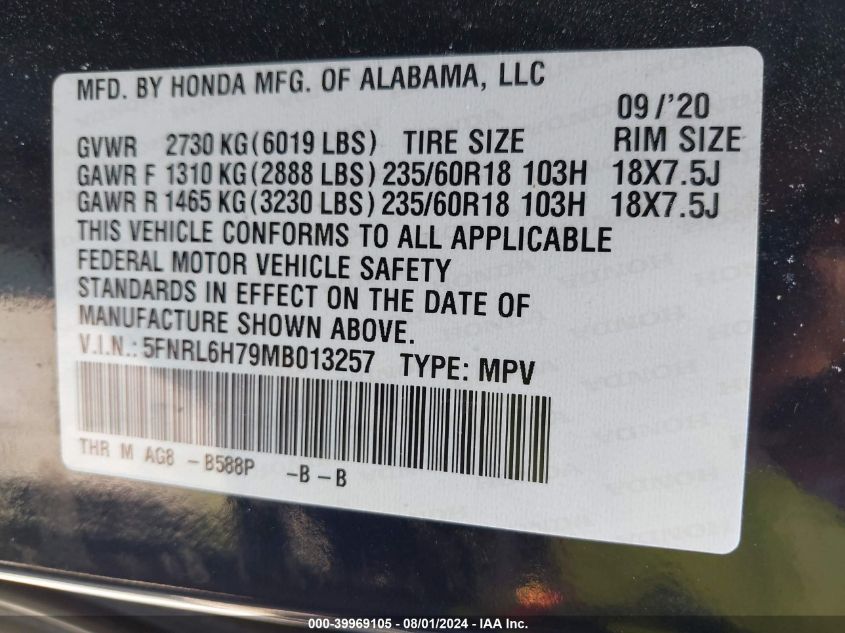 MFD. BY HONDA MFG. OF ALABAMA, LLC
09/'20
GVWR 2730 KG(6019 LBS) TIRE SIZE RIM SIZE
GAWR F 1310 KG(2888 LBS) 235/60R18 103H 18X7.5J
GAWR R 1465 KG(3230 LBS) 235/60R18 103H 18X7.5J
THIS VEHICLE CONFORMS TO ALL APPLICABLE
FEDERAL MOTOR VEHICLE SAFETY
STANDARDS IN EFFECT ON THE DATE OF
MANUFACTURE SHOWN ABOVE.
V.I.N.: 5FNRL6H79MB013257 TYPE: MPV
THR M AG8 -B588P -B-B
000-39969105 - 08/01/2024 - IAA Inc.